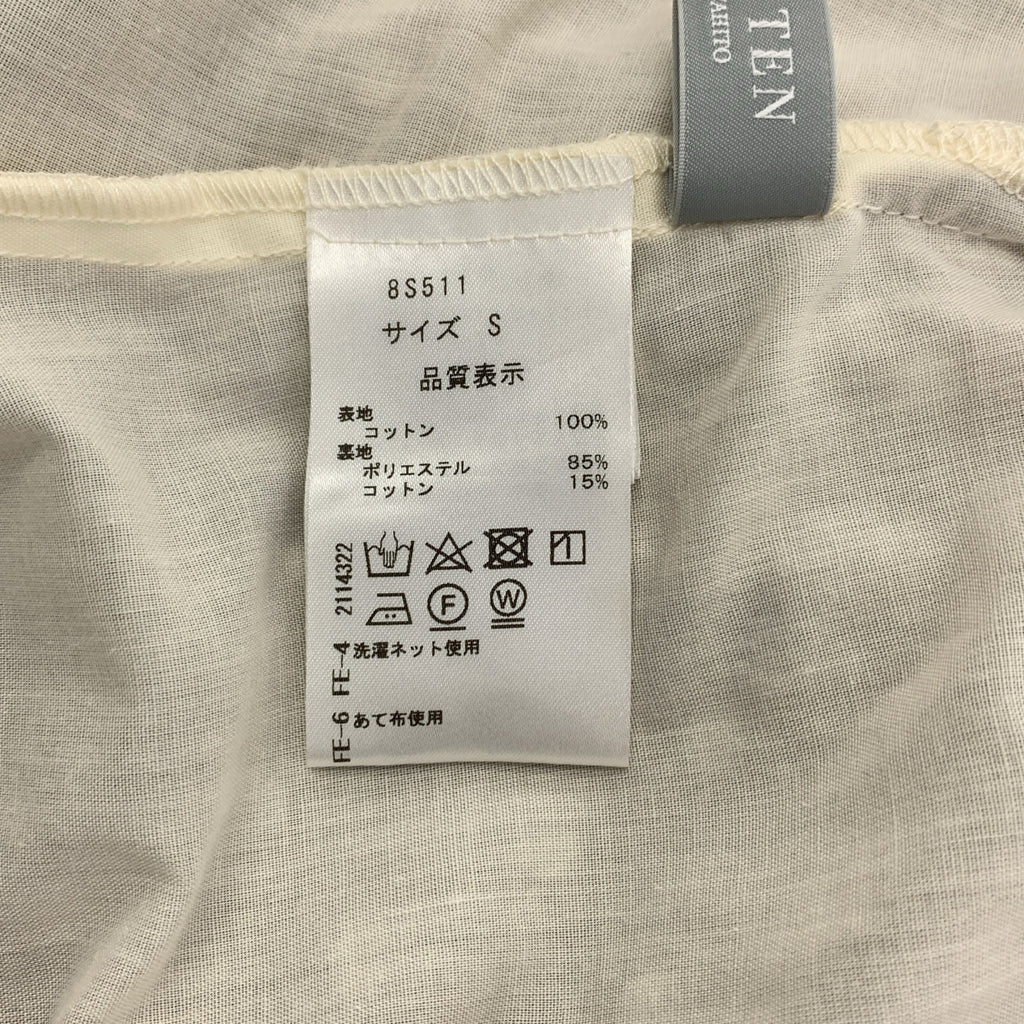 TEN
AHITO
8S511
サイズ S
品質表示
表地
コットン 100%
裏地
ポリエステル 85%
コットン 15%
2114322
F
W
FE-4
洗濯ネット使用
FE-6
あて布使用